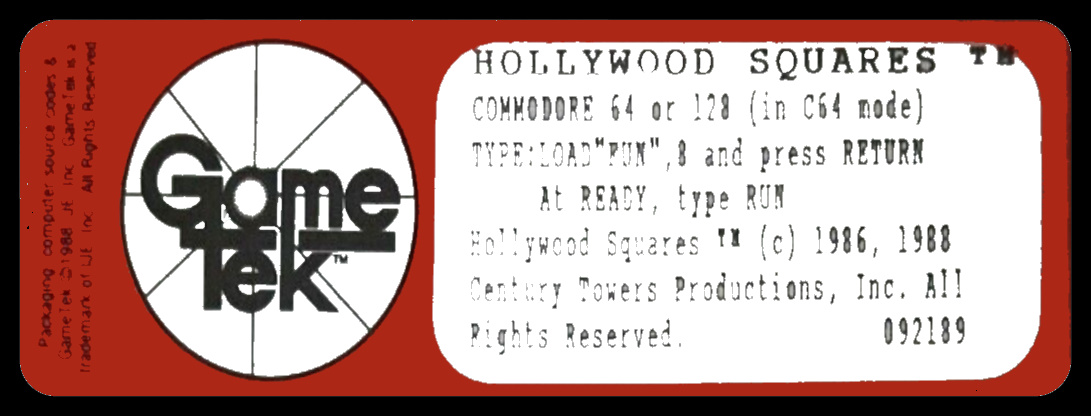 Packaging computer source codes &
GameTek ©1988 IJE Inc. GameTek is a
trademark of IJE Inc. All Rights Reserved
Game
Tek™
HOLLYWOOD SQUARES ™
COMMODORE 64 or 128 (in C64 mode)
TYPE:LOAD"FUN",8 and press RETURN
At READY, type RUN
Hollywood Squares ™ (c) 1986, 1988
Century Towers Productions, Inc. All
Rights Reserved. 092189